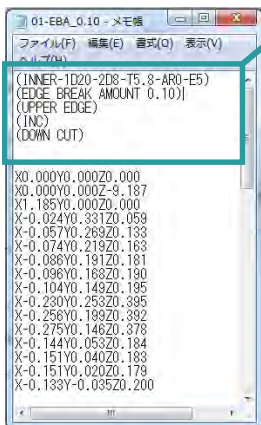 01-EBA_0.10 - メモ帳
ファイル(F) 編集(E) 書式(O) 表示(V)
ヘルプ(H)
(INNER-1D20-2D8-T5.8-AR0-E5)
(EDGE BREAK AMOUNT 0.10)
(UPPER EDGE)
(INC)
(DOWN CUT)
X0.000Y0.000Z0.000
X0.000Y0.000Z-9.187
X1.185Y0.000Z0.000
X-0.024Y0.331Z0.059
X-0.057Y0.269Z0.133
X-0.074Y0.219Z0.163
X-0.086Y0.191Z0.181
X-0.096Y0.168Z0.190
X-0.104Y0.149Z0.195
X-0.230Y0.253Z0.395
X-0.256Y0.199Z0.392
X-0.275Y0.146Z0.378
X-0.144Y0.053Z0.184
X-0.151Y0.040Z0.183
X-0.151Y0.020Z0.179
X-0.133Y-0.035Z0.200